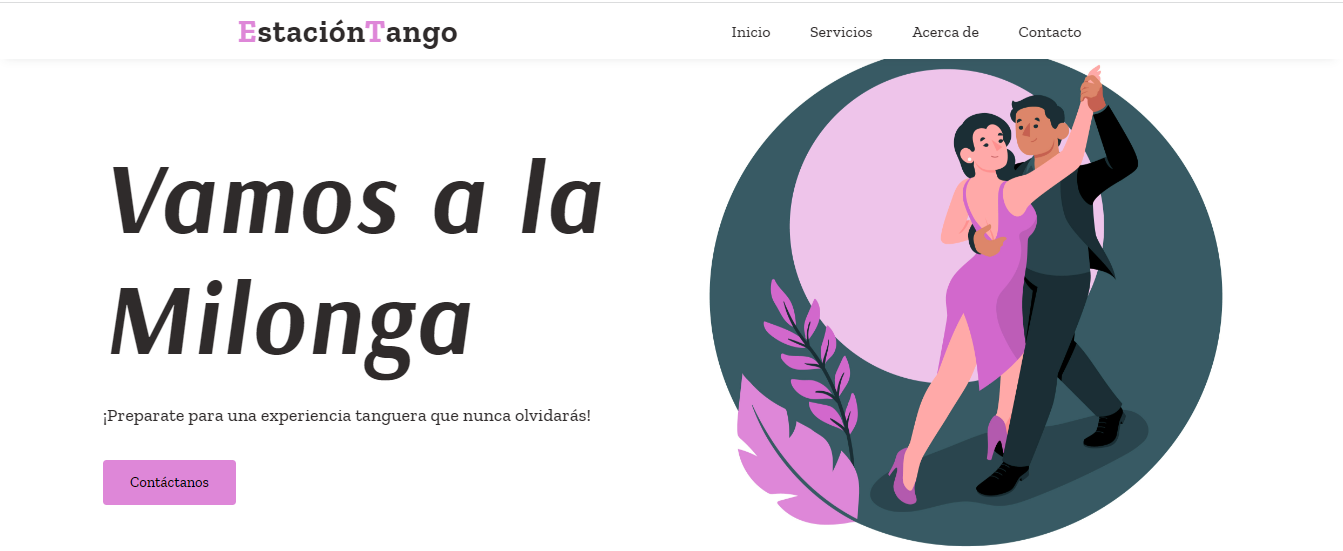 EstaciónTango
Inicio Servicios Acerca de Contacto
Vamos a la
Milonga
¡Preparate para una experiencia tanguera que nunca olvidarás!
Contáctanos